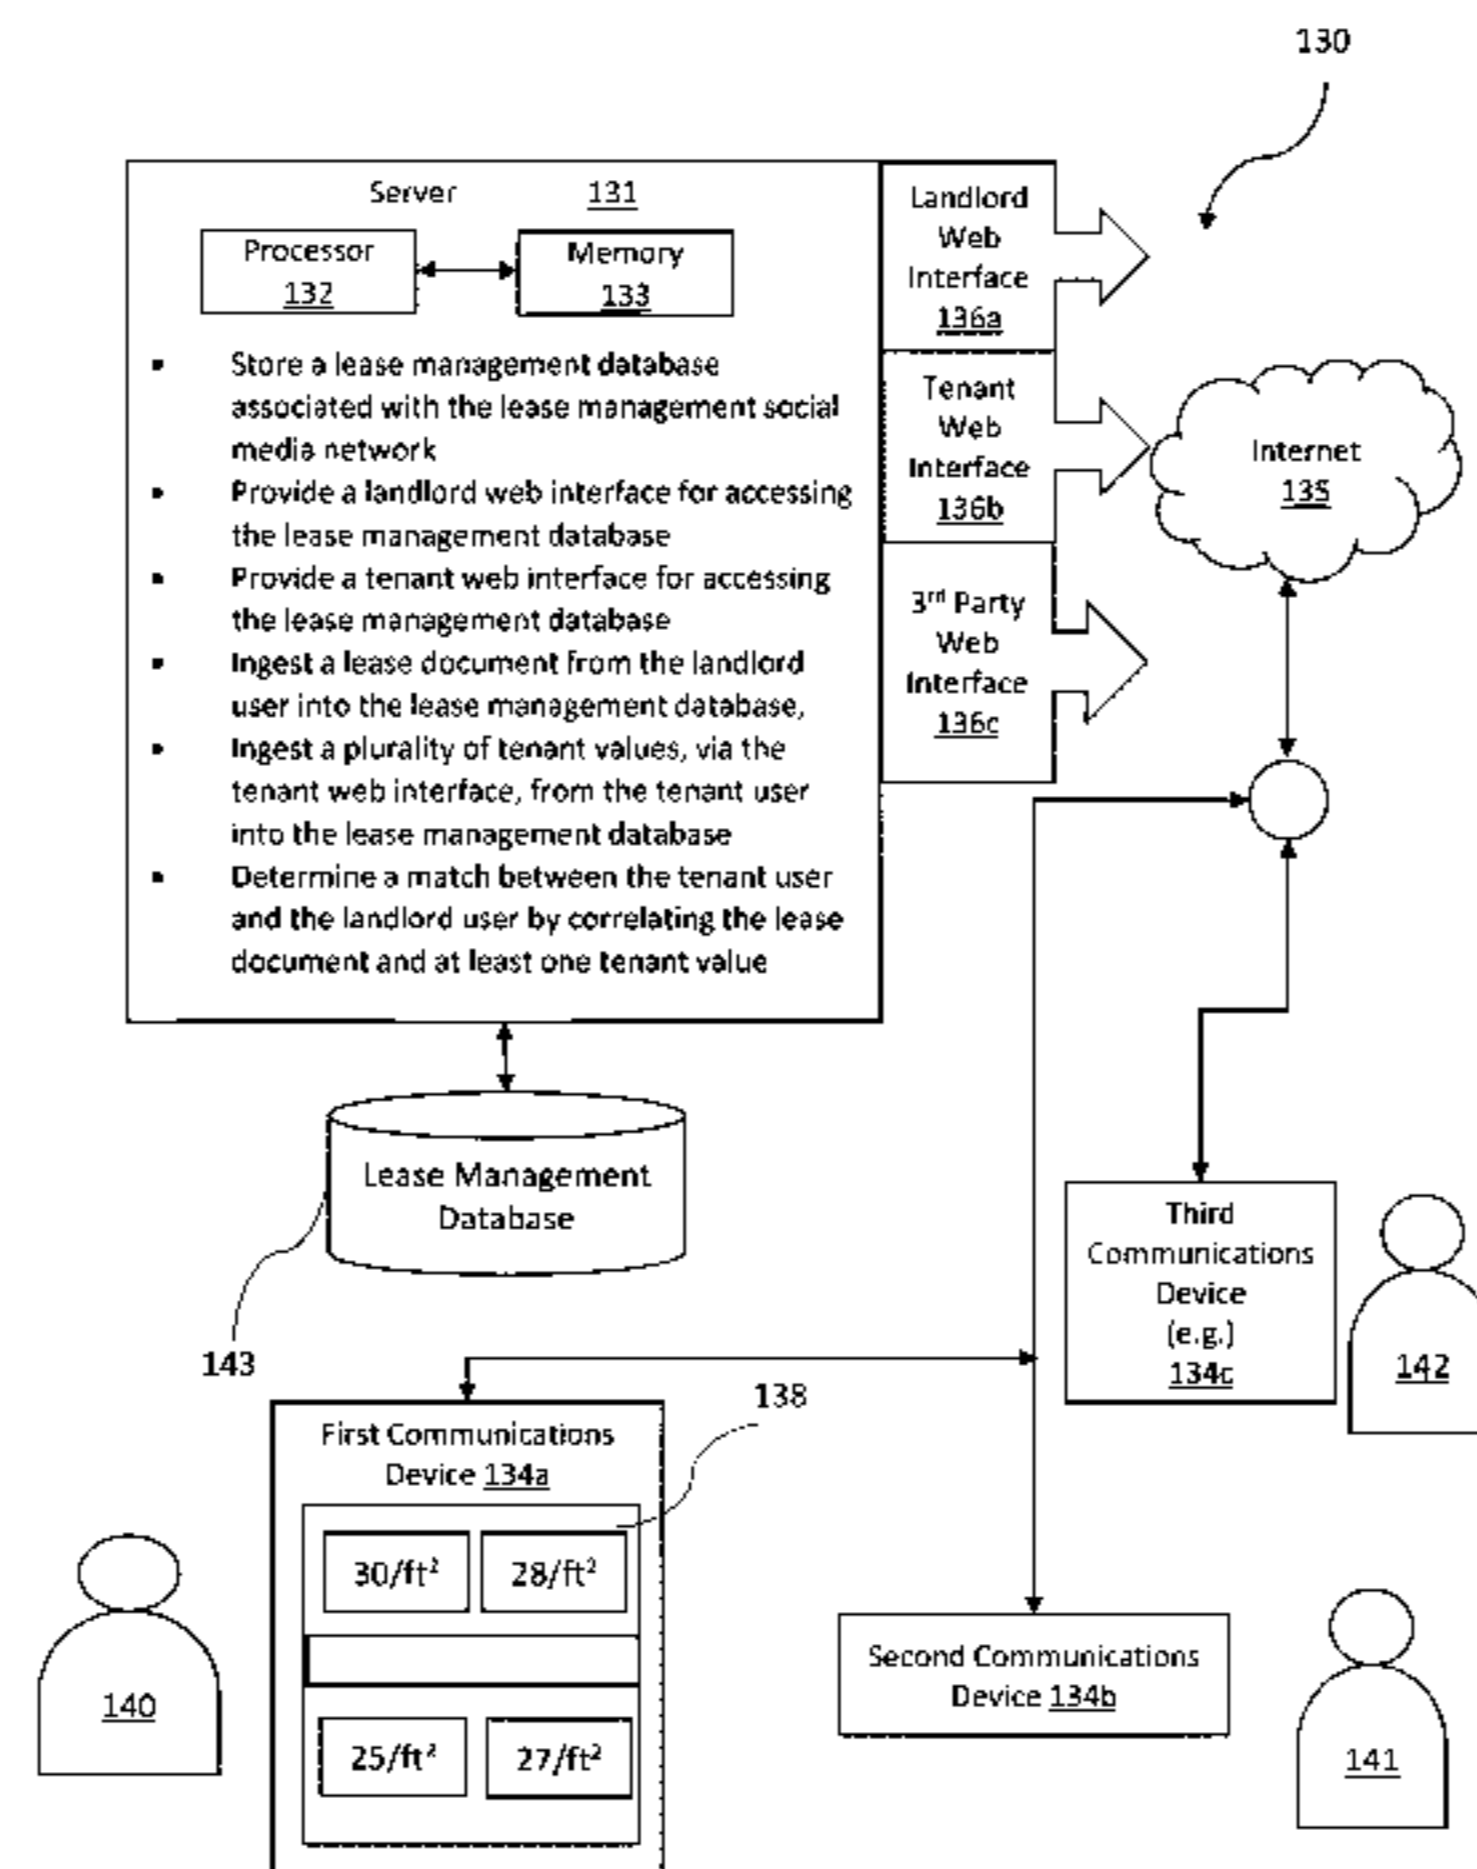 130
Server 131
Processor
132
Memory
133
• Store a lease management database
associated with the lease management social
media network
• Provide a landlord web interface for accessing
the lease management database
• Provide a tenant web interface for accessing
the lease management database
• Ingest a lease document from the landlord
user into the lease management database,
• Ingest a plurality of tenant values, via the
tenant web interface, from the tenant user
into the lease management database
• Determine a match between the tenant user
and the landlord user by correlating the lease
document and at least one tenant value
Landlord
Web
Interface
136a
Tenant
Web
Interface
136b
3rd Party
Web
Interface
136c
Internet
135
Lease Management
Database
143
Third
Communications
Device
(e.g.)
134c
142
138
First Communications
Device 134a
30/ft²
28/ft²
25/ft²
27/ft²
140
Second Communications
Device 134b
141